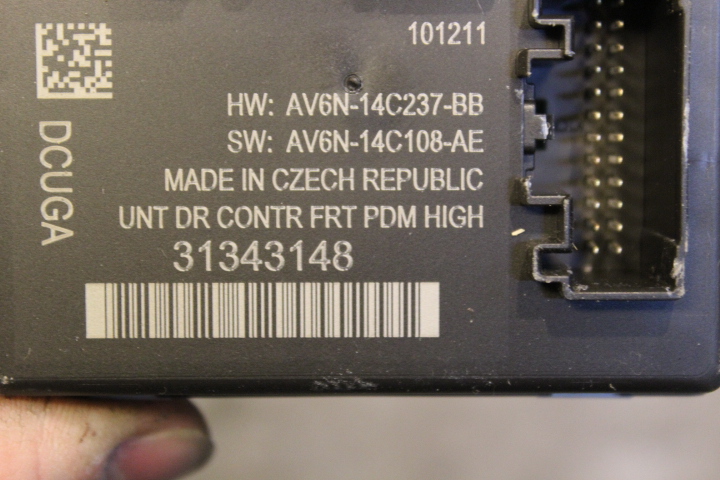 101211
HW: AV6N-14C237-BB
SW: AV6N-14C108-AE
MADE IN CZECH REPUBLIC
UNT DR CONTR FRT PDM HIGH
31343148
DCUGA